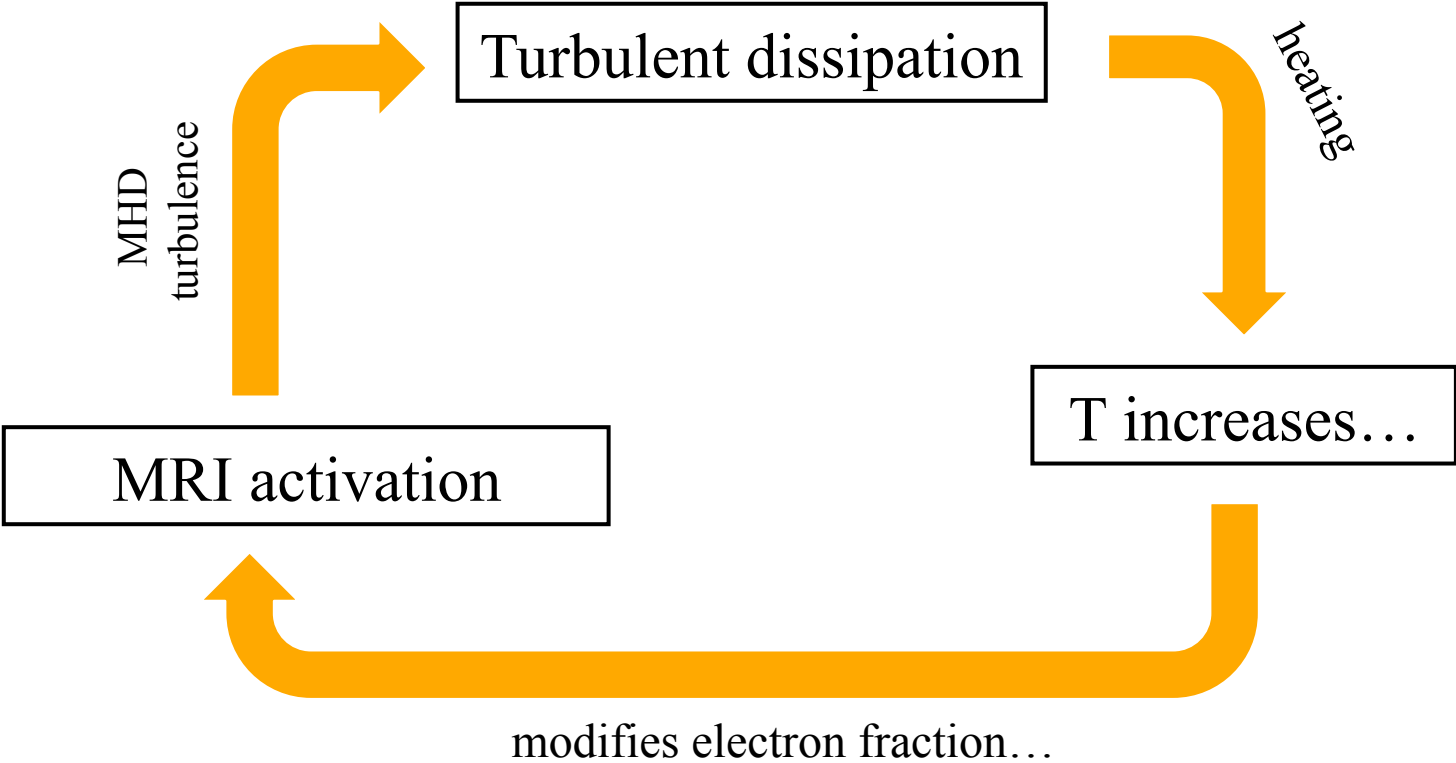 Turbulent dissipation
heating
MHD
turbulence
T increases…
MRI activation
modifies electron fraction…